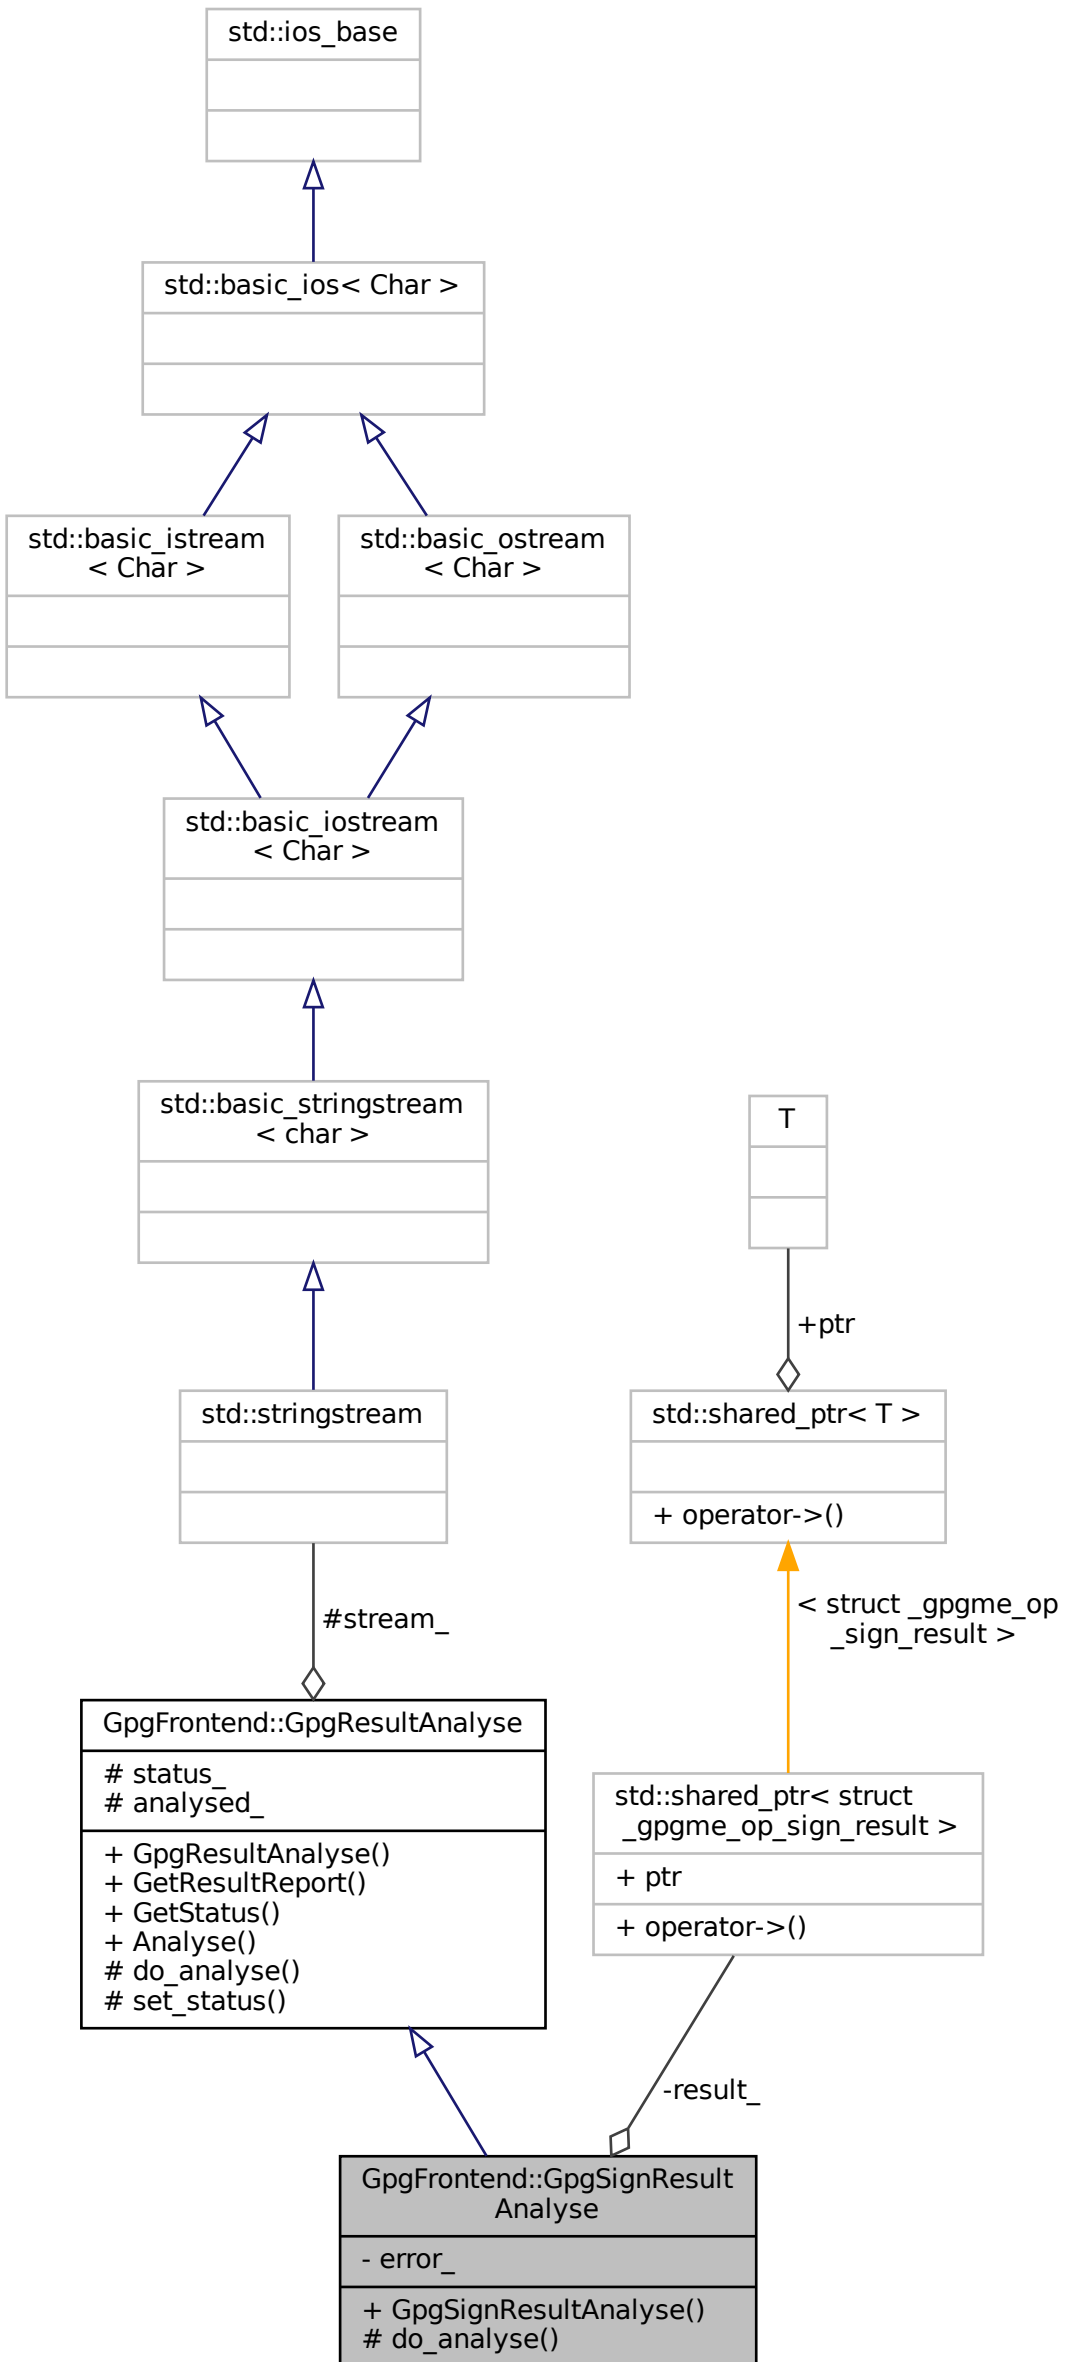 std::ios_base
std::basic_ios< Char >
std::basic_istream
< Char >
std::basic_ostream
< Char >
std::basic_iostream
< Char >
std::basic_stringstream
< char >
T
+ptr
std::stringstream
std::shared_ptr< T >
+ operator->()
#stream_
< struct _gpgme_op
_sign_result >
GpgFrontend::GpgResultAnalyse
# status_
# analysed_
+ GpgResultAnalyse()
+ GetResultReport()
+ GetStatus()
+ Analyse()
# do_analyse()
# set_status()
std::shared_ptr< struct
_gpgme_op_sign_result >
+ ptr
+ operator->()
-result_
GpgFrontend::GpgSignResult
Analyse
- error_
+ GpgSignResultAnalyse()
# do_analyse()